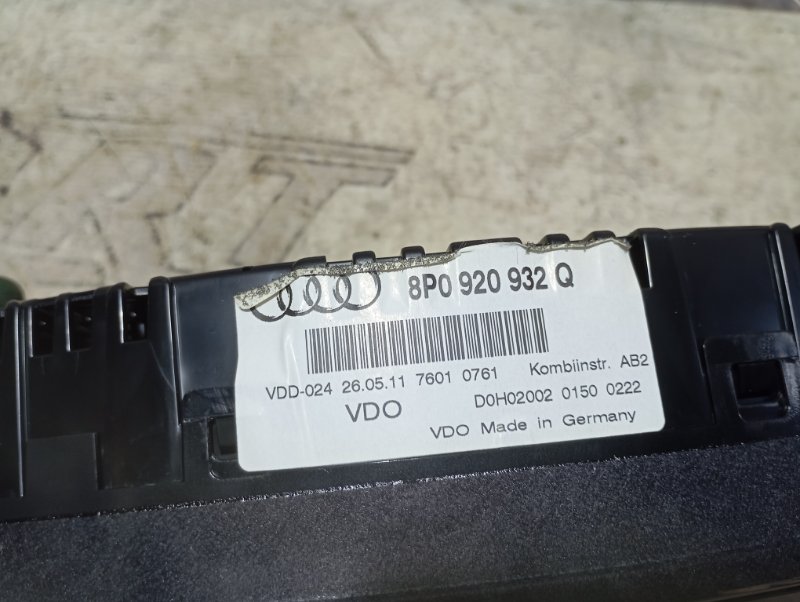 8P0 920 932 Q
VDD-024 26.05.11 7601 0761 Kombiinstr. AB2
VDO D0H02002 0150 0222
VDO Made in Germany